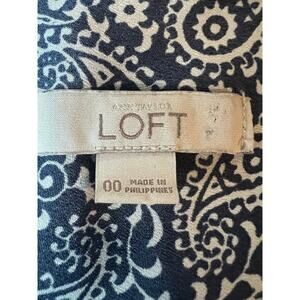 ANN TAYLOR
LOFT
00
MADE IN
PHILIPPINES